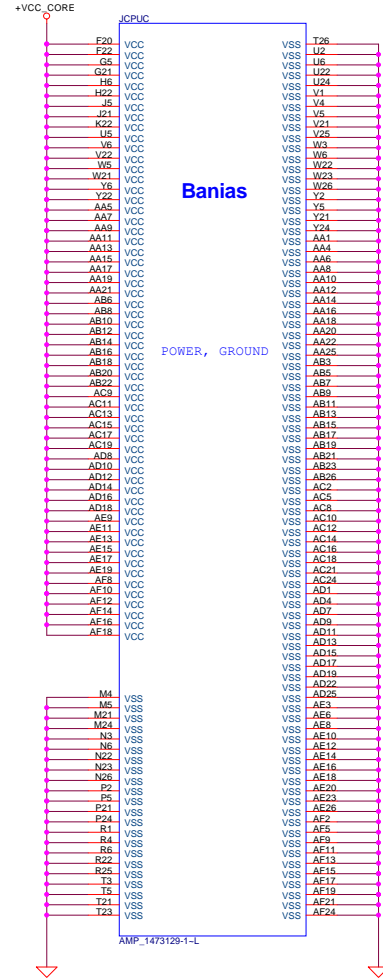 +VCC_CORE
JCPUC
F20 VCC
F22 VCC
G5 VCC
G21 VCC
H6 VCC
H22 VCC
J5 VCC
J21 VCC
K22 VCC
U5 VCC
V6 VCC
V22 VCC
W5 VCC
W21 VCC
Y6 VCC
Y22 VCC
AA5 VCC
AA7 VCC
AA9 VCC
AA11 VCC
AA13 VCC
AA15 VCC
AA17 VCC
AA19 VCC
AA21 VCC
AB6 VCC
AB8 VCC
AB10 VCC
AB12 VCC
AB14 VCC
AB16 VCC
AB18 VCC
AB20 VCC
AB22 VCC
AC9 VCC
AC11 VCC
AC13 VCC
AC15 VCC
AC17 VCC
AC19 VCC
AD8 VCC
AD10 VCC
AD12 VCC
AD14 VCC
AD16 VCC
AD18 VCC
AE9 VCC
AE11 VCC
AE13 VCC
AE15 VCC
AE17 VCC
AE19 VCC
AF8 VCC
AF10 VCC
AF12 VCC
AF14 VCC
AF16 VCC
AF18 VCC
M4 VSS
M5 VSS
M21 VSS
M24 VSS
N3 VSS
N6 VSS
N22 VSS
N23 VSS
N26 VSS
P2 VSS
P5 VSS
P21 VSS
P24 VSS
R1 VSS
R4 VSS
R6 VSS
R22 VSS
R25 VSS
T3 VSS
T5 VSS
T21 VSS
T23 VSS
Banias
POWER, GROUND
VSS T26
VSS U2
VSS U6
VSS U22
VSS U24
VSS V1
VSS V4
VSS V5
VSS V21
VSS V25
VSS W3
VSS W6
VSS W22
VSS W23
VSS W26
VSS Y2
VSS Y5
VSS Y21
VSS Y24
VSS AA1
VSS AA4
VSS AA6
VSS AA8
VSS AA10
VSS AA12
VSS AA14
VSS AA16
VSS AA18
VSS AA20
VSS AA22
VSS AA25
VSS AB3
VSS AB5
VSS AB7
VSS AB9
VSS AB11
VSS AB13
VSS AB15
VSS AB17
VSS AB19
VSS AB21
VSS AB23
VSS AB26
VSS AC2
VSS AC5
VSS AC8
VSS AC10
VSS AC12
VSS AC14
VSS AC16
VSS AC18
VSS AC21
VSS AC24
VSS AD1
VSS AD4
VSS AD7
VSS AD9
VSS AD11
VSS AD13
VSS AD15
VSS AD17
VSS AD19
VSS AD22
VSS AD25
VSS AE3
VSS AE6
VSS AE8
VSS AE10
VSS AE12
VSS AE14
VSS AE16
VSS AE18
VSS AE20
VSS AE23
VSS AE26
VSS AF2
VSS AF5
VSS AF9
VSS AF11
VSS AF13
VSS AF15
VSS AF17
VSS AF19
VSS AF21
VSS AF24
AMP_1473129-1~L